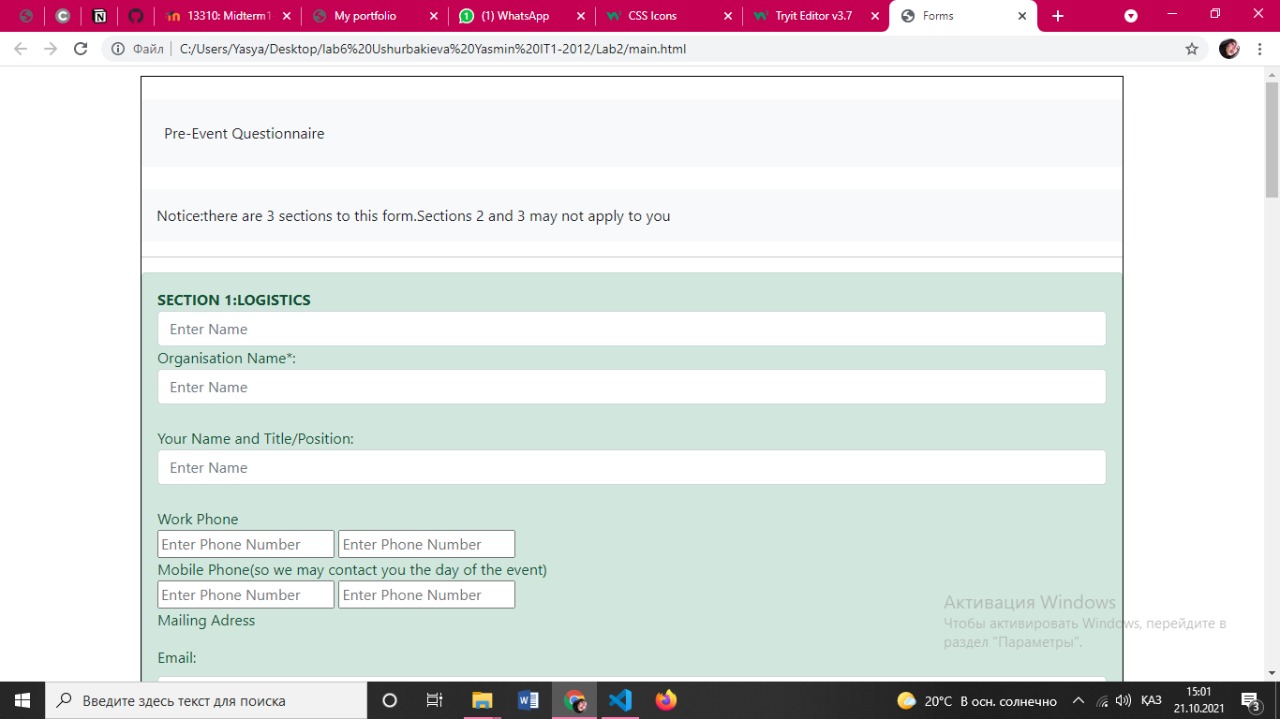 13310: Midterm1
My portfolio
(1) WhatsApp
CSS Icons
Tryit Editor v3.7
Forms
Файл
C:/Users/Yasya/Desktop/lab6%20Ushurbakieva%20Yasmin%20IT1-2012/Lab2/main.html
Pre-Event Questionnaire
Notice:there are 3 sections to this form.Sections 2 and 3 may not apply to you
SECTION 1:LOGISTICS
Enter Name
Organisation Name*:
Enter Name
Your Name and Title/Position:
Enter Name
Work Phone
Enter Phone Number Enter Phone Number
Mobile Phone(so we may contact you the day of the event)
Enter Phone Number Enter Phone Number
Mailing Adress
Email:
Активация Windows
Чтобы активировать Windows, перейдите в
раздел "Параметры".
Введите здесь текст для поиска
20°C В осн. солнечно
ҚАЗ
15:01
21.10.2021
3